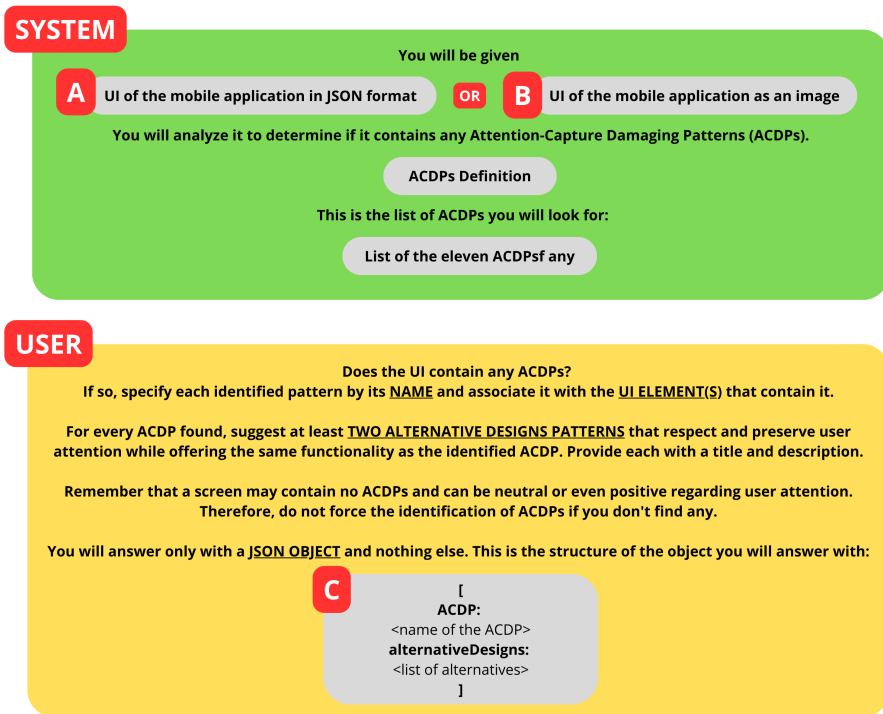 SYSTEM
You will be given
A UI of the mobile application in JSON format OR B UI of the mobile application as an image
You will analyze it to determine if it contains any Attention-Capture Damaging Patterns (ACDPs).
ACDPs Definition
This is the list of ACDPs you will look for:
List of the eleven ACDPsf any
USER
Does the UI contain any ACDPs?
If so, specify each identified pattern by its NAME and associate it with the UI ELEMENT(S) that contain it.
For every ACDP found, suggest at least TWO ALTERNATIVE DESIGNS PATTERNS that respect and preserve user
attention while offering the same functionality as the identified ACDP. Provide each with a title and description.
Remember that a screen may contain no ACDPs and can be neutral or even positive regarding user attention.
Therefore, do not force the identification of ACDPs if you don't find any.
You will answer only with a JSON OBJECT and nothing else. This is the structure of the object you will answer with:
C
[
ACDP:
<name of the ACDP>
alternativeDesigns:
<list of alternatives>
]